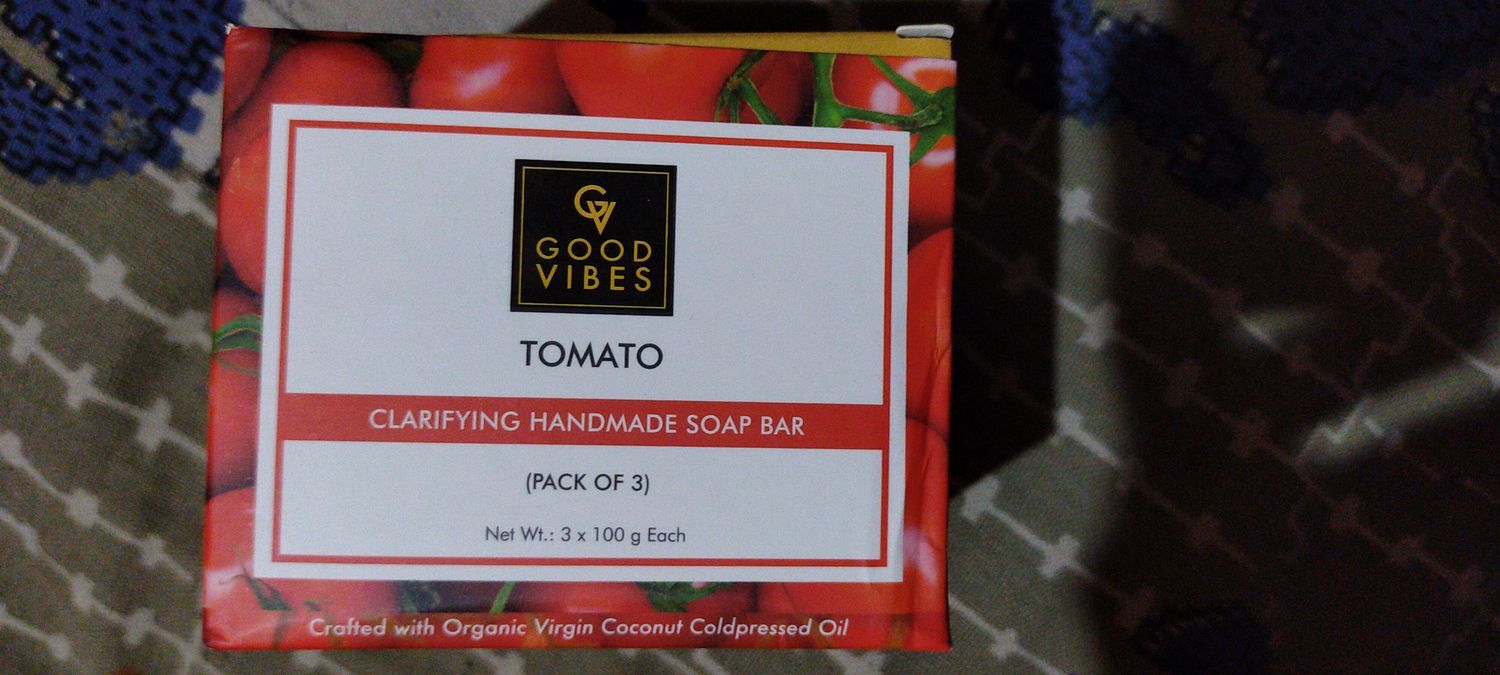 GV
GOOD
VIBES
TOMATO
CLARIFYING HANDMADE SOAP BAR
(PACK OF 3)
Net Wt.: 3 x 100 g Each
Crafted with Organic Virgin Coconut Coldpressed Oil